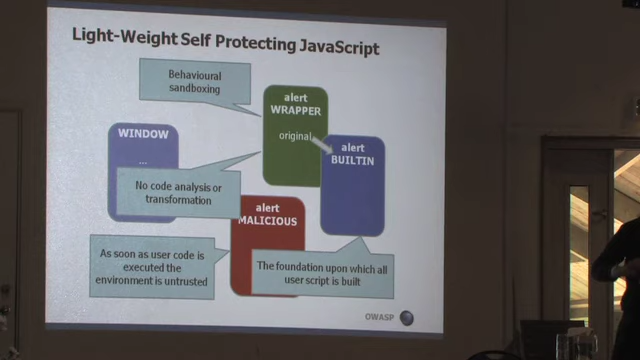 Light-Weight Self Protecting JavaScript
Behavioural
sandboxing
alert
WRAPPER
original
WINDOW
...
alert
BUILTIN
No code analysis or
transformation
alert
MALICIOUS
As soon as user code is
executed the
environment is untrusted
The foundation upon which all
user script is built
OWASP